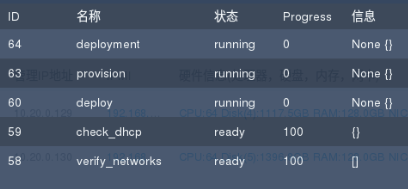 ID 名称 状态 Progress 信息
64 deployment running 0 None {}
63 provision running 0 None {}
60 deploy running 0 None {}
59 check_dhcp ready 100 {}
58 verify_networks ready 100 []